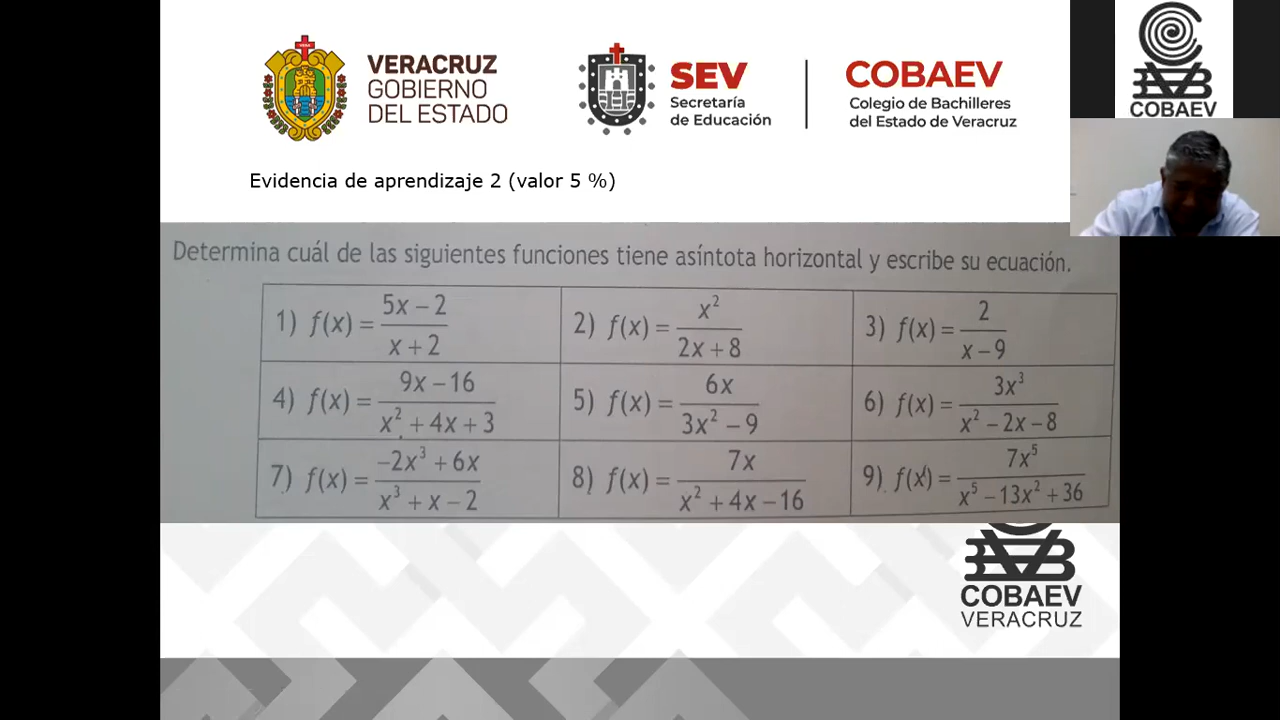 VERACRUZ
GOBIERNO
DEL ESTADO
SEV
Secretaría
de Educación
COBAEV
Colegio de Bachilleres
del Estado de Veracruz
COBAEV
Evidencia de aprendizaje 2 (valor 5 %)
Determina cuál de las siguientes funciones tiene asíntota horizontal y escribe su ecuación.
1) f(x) = (5x − 2)/(x + 2)
2) f(x) = x²/(2x + 8)
3) f(x) = 2/(x − 9)
4) f(x) = (9x − 16)/(x² + 4x + 3)
5) f(x) = 6x/(3x² − 9)
6) f(x) = 3x³/(x² − 2x − 8)
7) f(x) = (−2x³ + 6x)/(x³ + x − 2)
8) f(x) = 7x/(x² + 4x − 16)
9) f(x) = 7x⁵/(x⁵ − 13x² + 36)
COBAEV
VERACRUZ